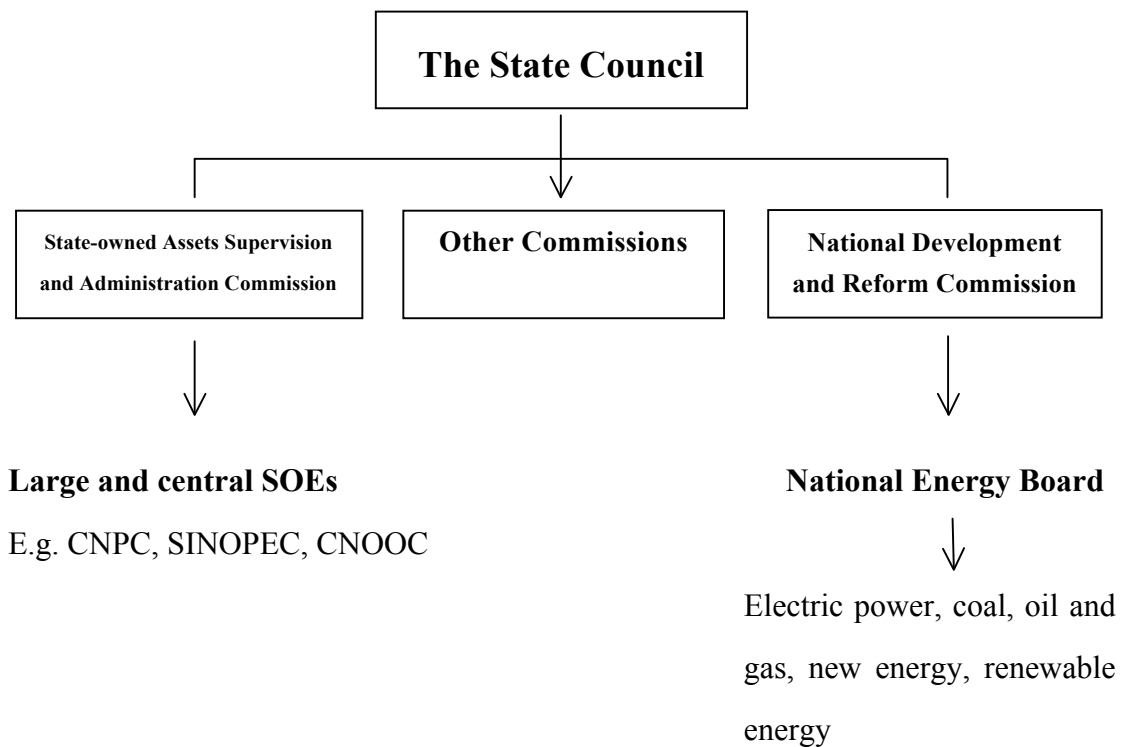 The State Council
State-owned Assets Supervision
and Administration Commission
Other Commissions
National Development
and Reform Commission
Large and central SOEs
E.g. CNPC, SINOPEC, CNOOC
National Energy Board
Electric power, coal, oil and
gas, new energy, renewable
energy